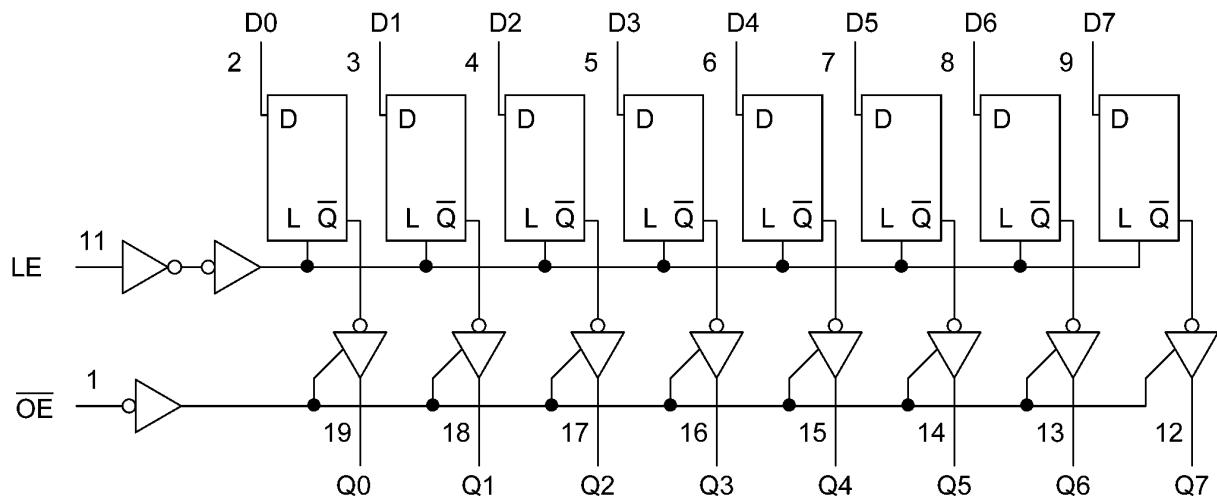 D0 D1 D2 D3 D4 D5 D6 D7
2 3 4 5 6 7 8 9
D D D D D D D D
L Q̅ L Q̅ L Q̅ L Q̅ L Q̅ L Q̅ L Q̅ L Q̅
11
LE
1
O̅E̅
19 18 17 16 15 14 13 12
Q0 Q1 Q2 Q3 Q4 Q5 Q6 Q7